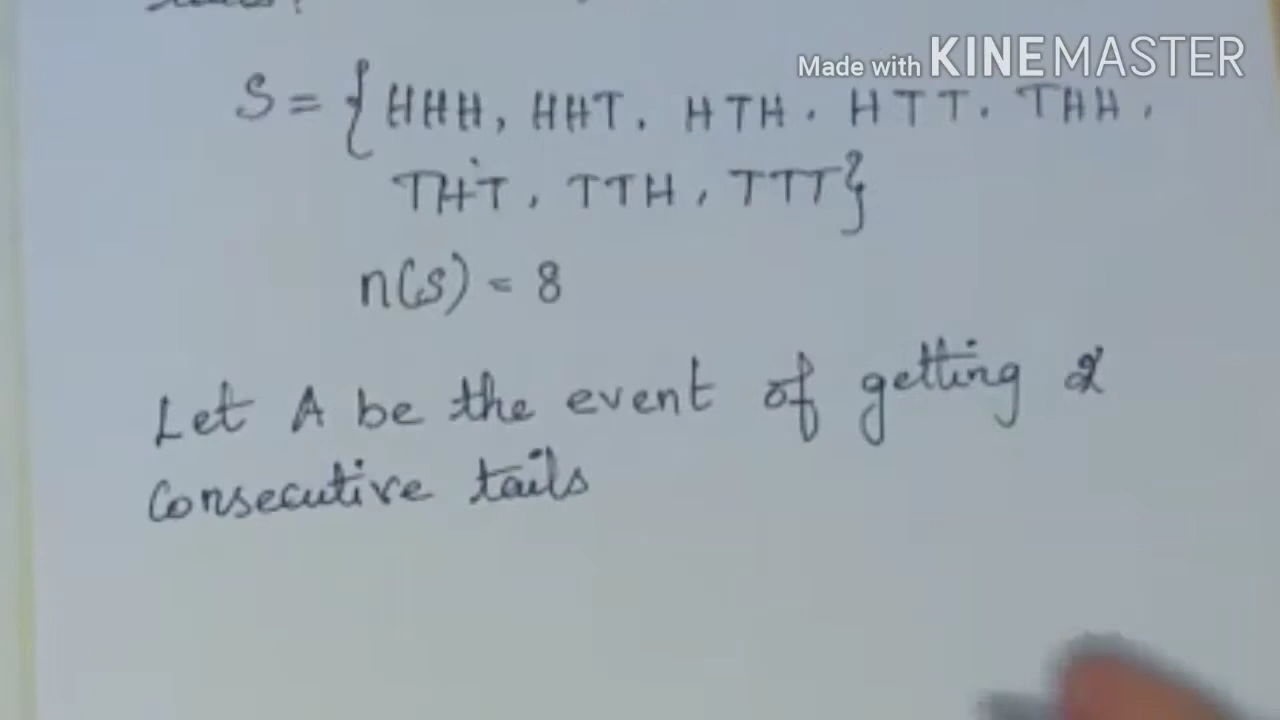 Made with KINEMASTER
S = { HHH, HHT, HTH, HTT, THH,
THT, TTH, TTT}
n(S) = 8
Let A be the event of getting 2
consecutive tails